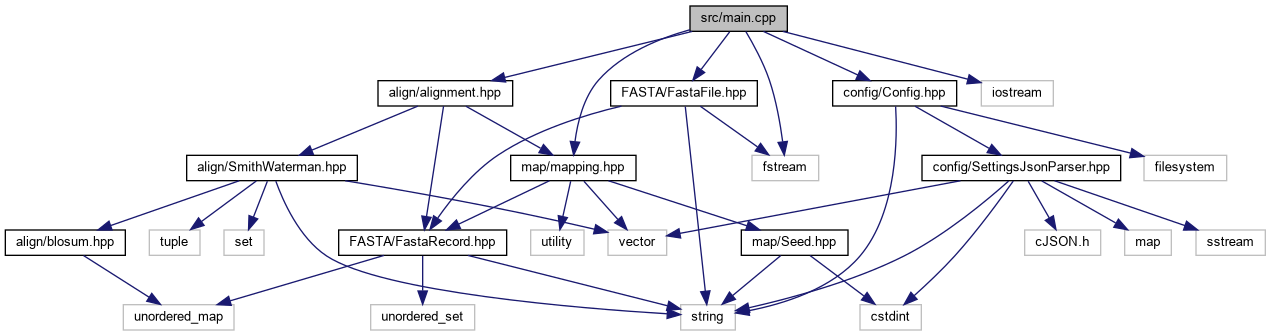 src/main.cpp
align/alignment.hpp
FASTA/FastaFile.hpp
config/Config.hpp
iostream
align/SmithWaterman.hpp
map/mapping.hpp
fstream
config/SettingsJsonParser.hpp
filesystem
align/blosum.hpp
tuple
set
FASTA/FastaRecord.hpp
utility
vector
map/Seed.hpp
cJSON.h
map
sstream
unordered_map
unordered_set
string
cstdint